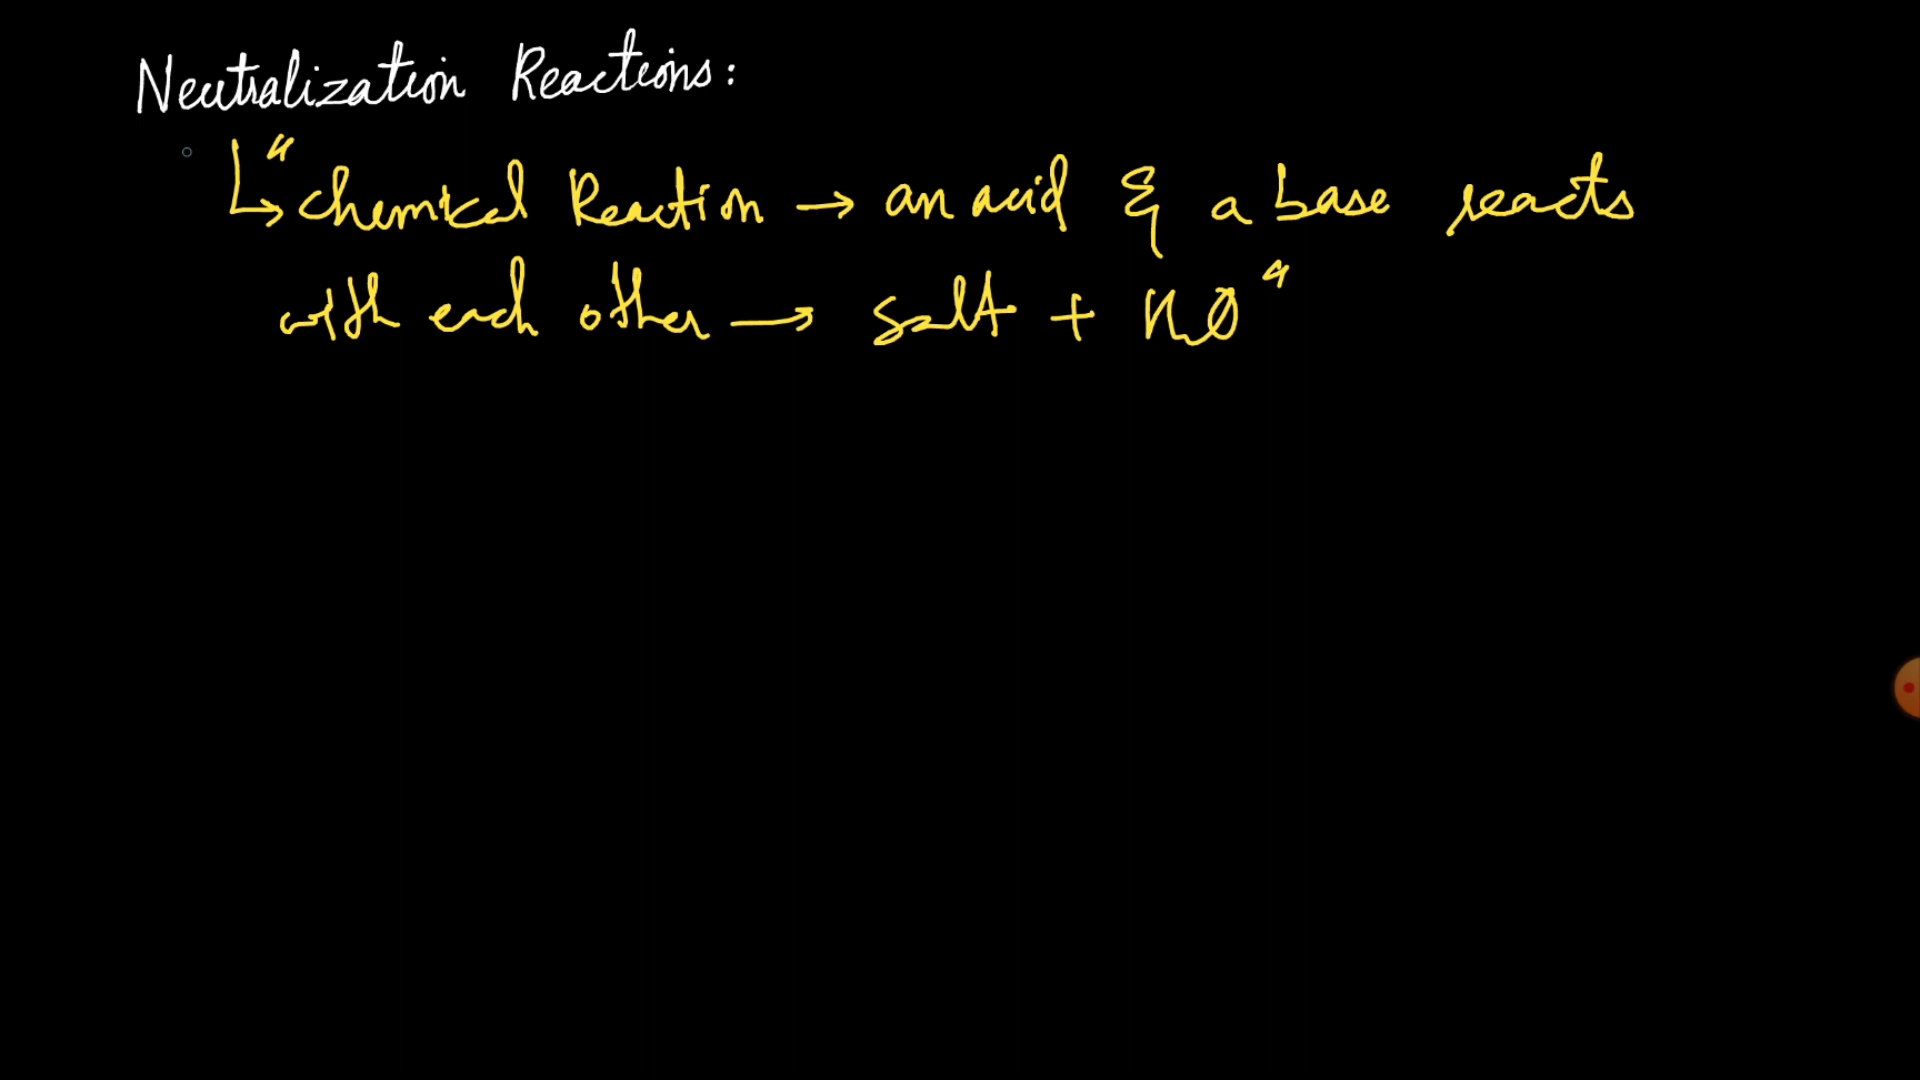 Neutralization Reactions:
↳ "chemical Reaction → an acid & a base reacts
with each other → salt + H₂O"